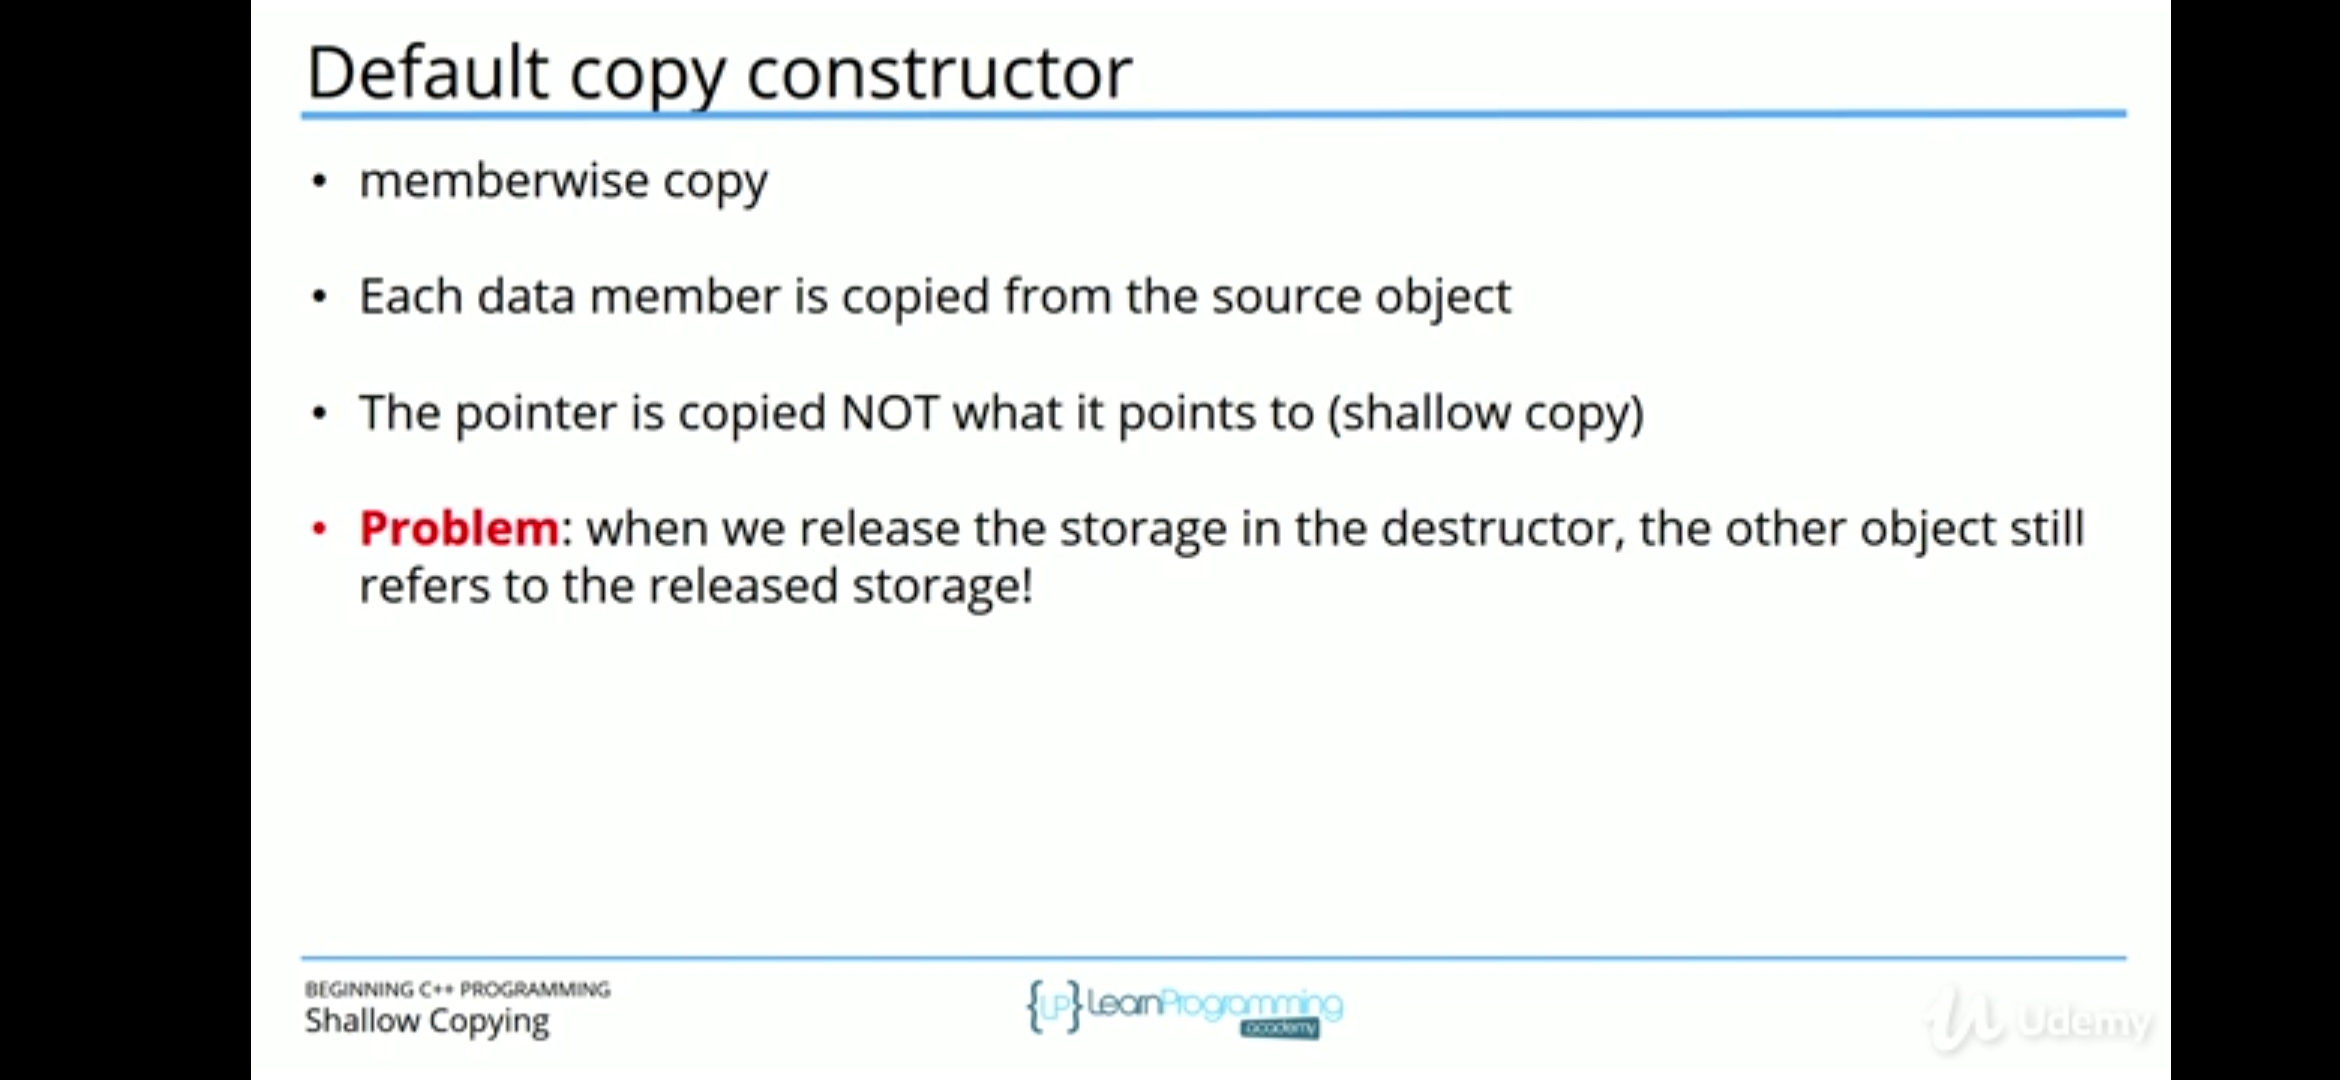 Default copy constructor
• memberwise copy
• Each data member is copied from the source object
• The pointer is copied NOT what it points to (shallow copy)
• Problem: when we release the storage in the destructor, the other object still
refers to the released storage!
BEGINNING C++ PROGRAMMING
Shallow Copying
{LP} LearnProgramming
academy
Udemy